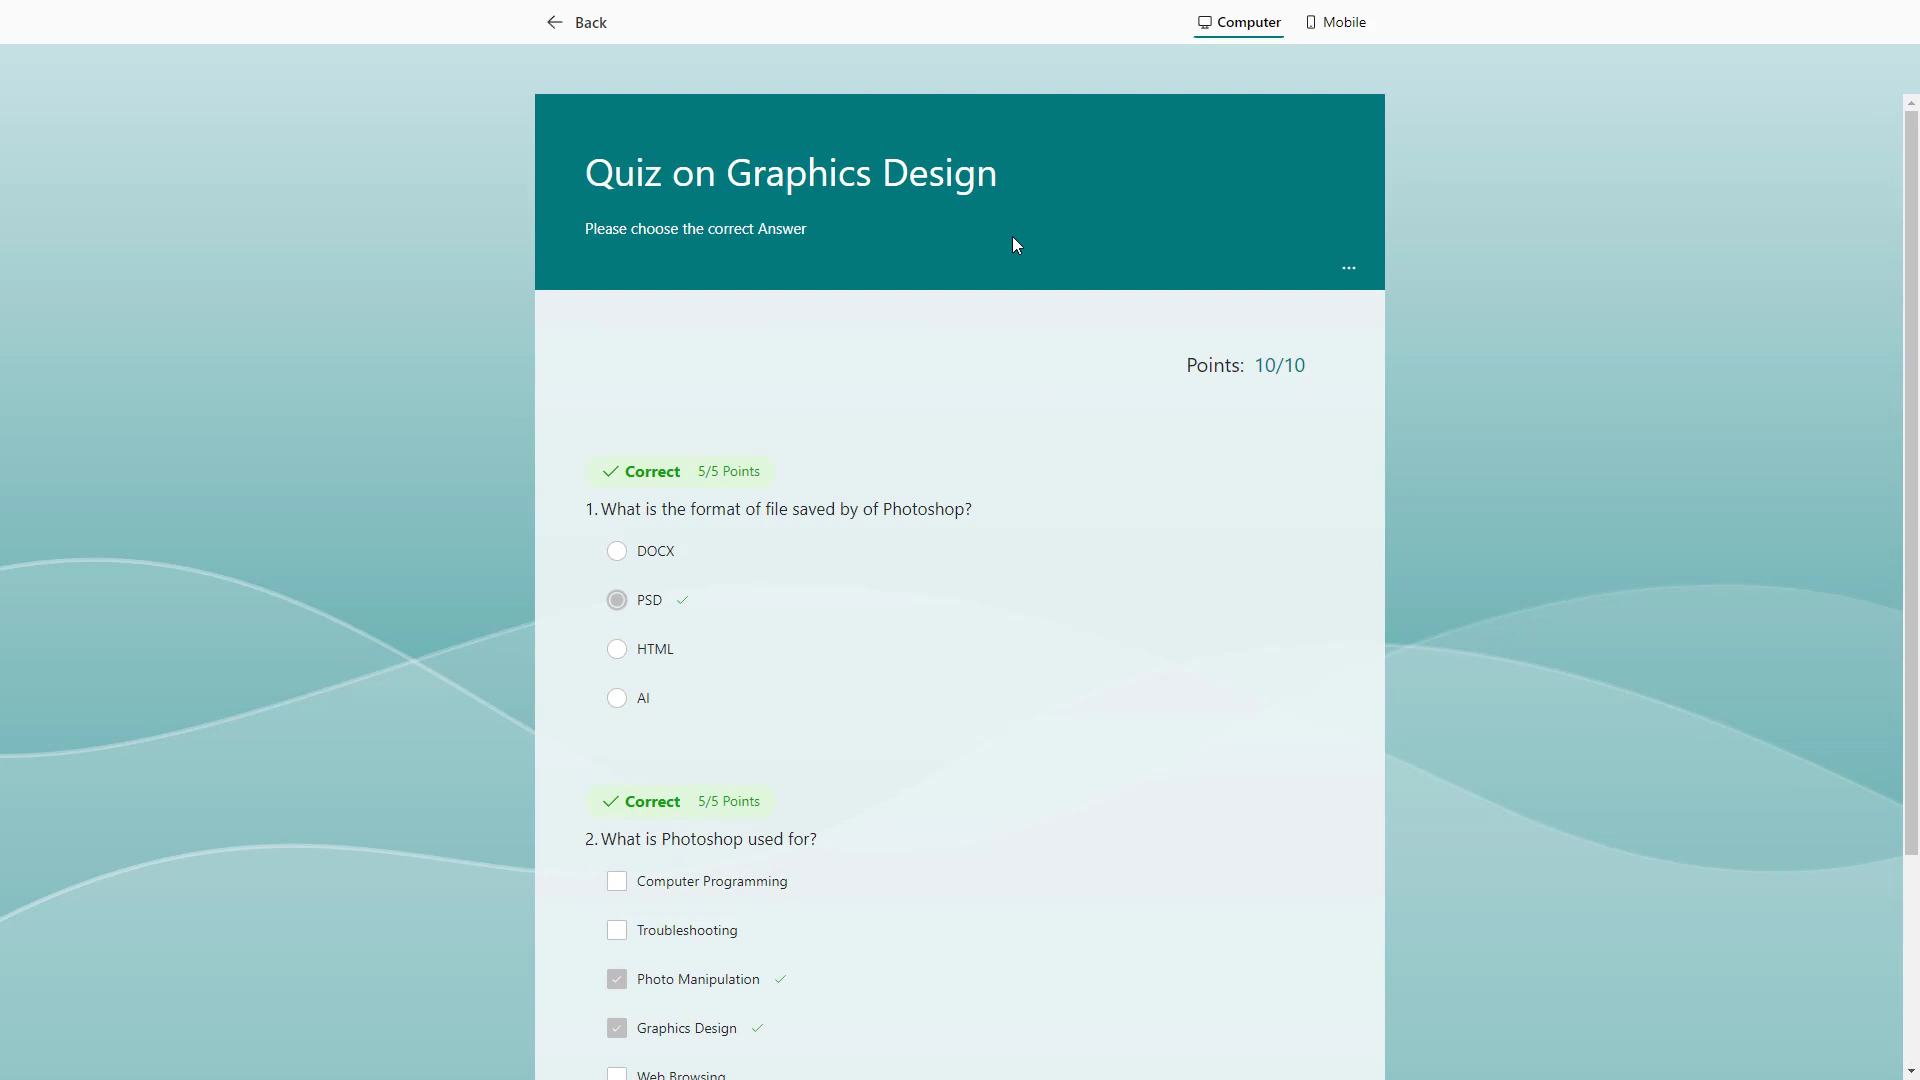 Back
Computer
Mobile
Quiz on Graphics Design
Please choose the correct Answer
Points: 10/10
Correct 5/5 Points
1. What is the format of file saved by of Photoshop?
DOCX
PSD
HTML
AI
Correct 5/5 Points
2. What is Photoshop used for?
Computer Programming
Troubleshooting
Photo Manipulation
Graphics Design
Web Browsing